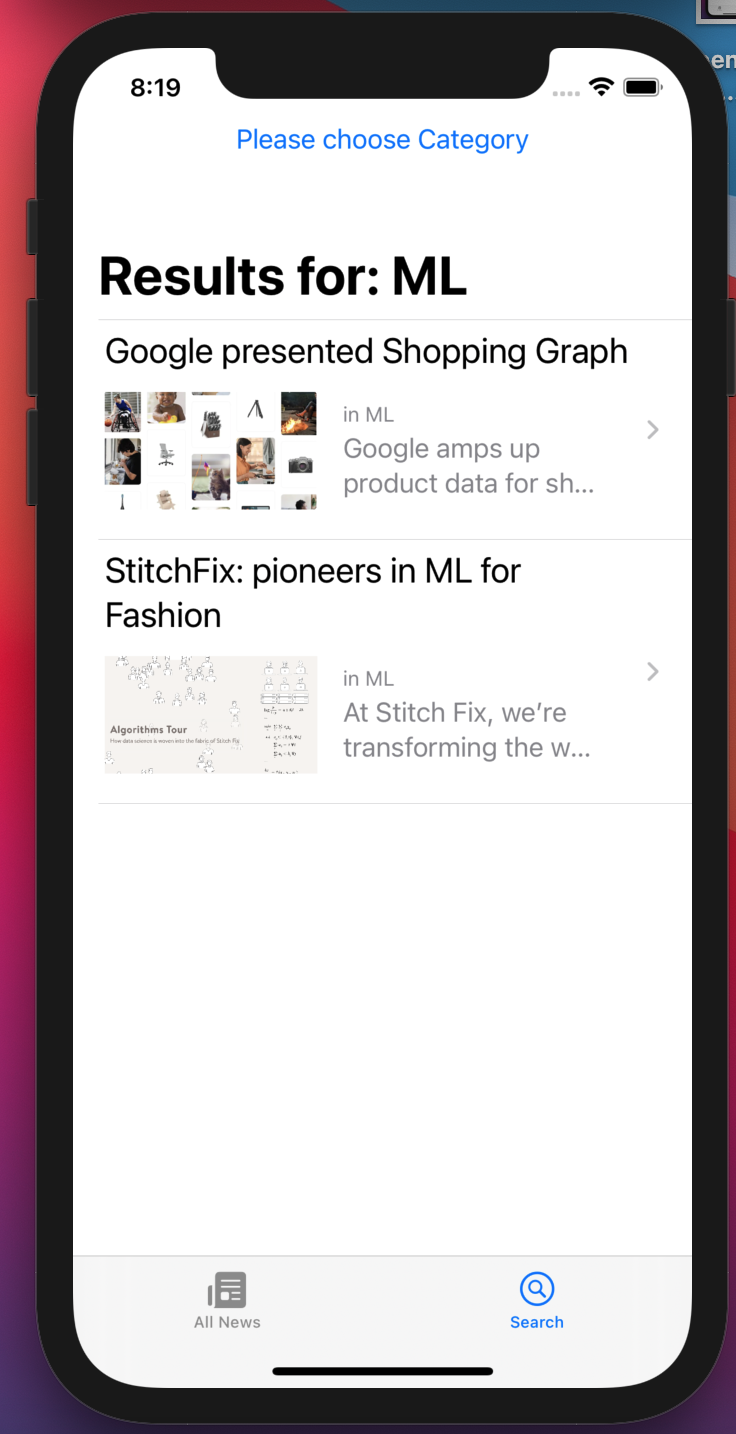 8:19
Please choose Category
Results for: ML
Google presented Shopping Graph
in ML
Google amps up
product data for sh...
StitchFix: pioneers in ML for
Fashion
Algorithms Tour
How data science is woven into the fabric of Stitch Fix
in ML
At Stitch Fix, we’re
transforming the w...
All News
Search